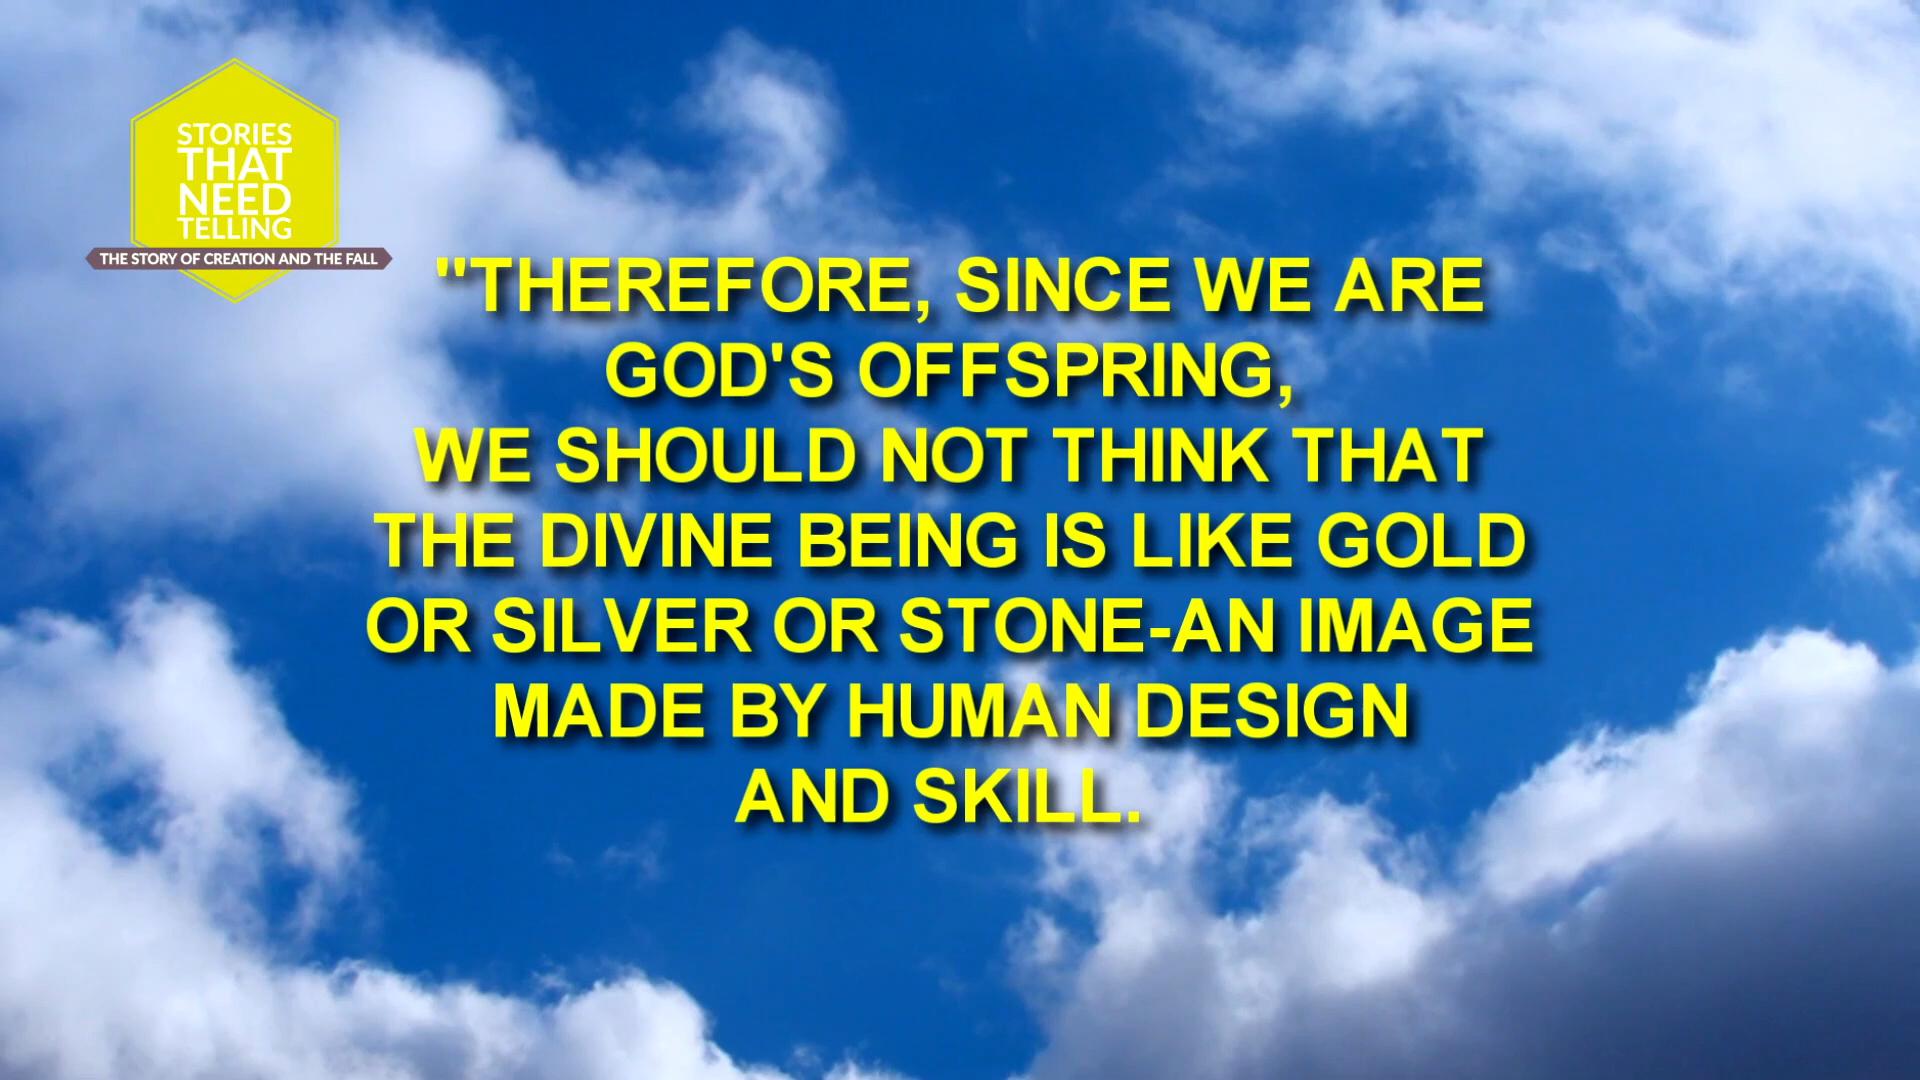 STORIES
THAT
NEED
TELLING
THE STORY OF CREATION AND THE FALL
"THEREFORE, SINCE WE ARE
GOD'S OFFSPRING,
WE SHOULD NOT THINK THAT
THE DIVINE BEING IS LIKE GOLD
OR SILVER OR STONE-AN IMAGE
MADE BY HUMAN DESIGN
AND SKILL.